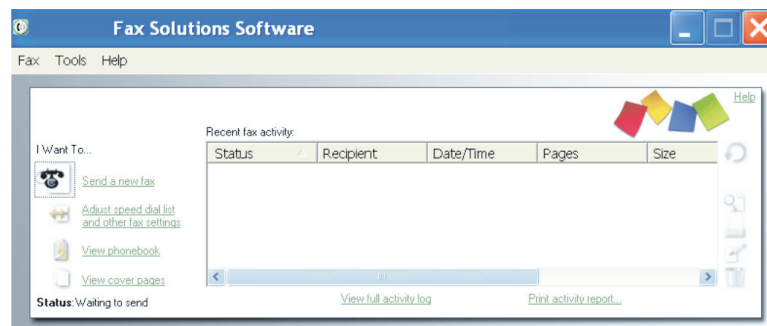 Fax Solutions Software
Fax Tools Help
Help
Recent fax activity:
I Want To...
Status Recipient Date/Time Pages Size
Send a new fax
Adjust speed dial list
and other fax settings
View phonebook
View cover pages
Status: Waiting to send
View full activity log
Print activity report...